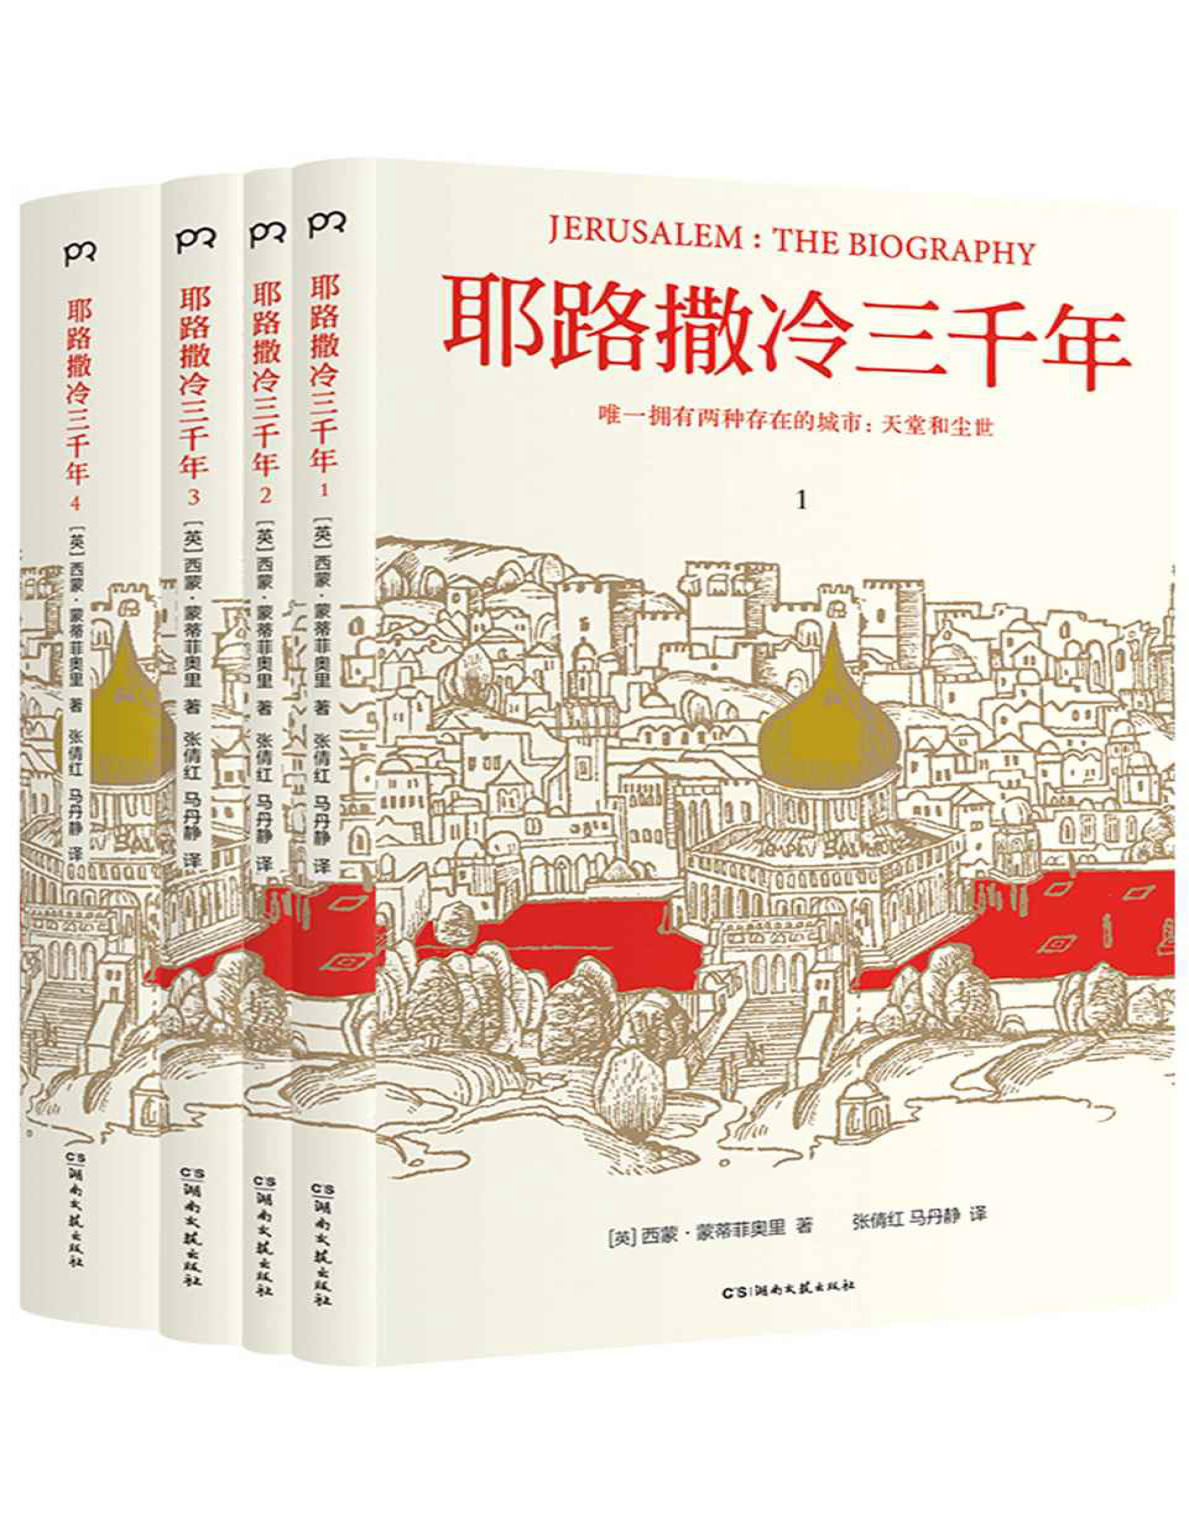 JERUSALEM : THE BIOGRAPHY
耶路撒冷三千年
唯一拥有两种存在的城市：天堂和尘世
1
[英] 西蒙·蒙蒂菲奥里 著 张倩红 马丹静 译
CS 湖南文艺出版社
耶路撒冷三千年 1 [英] 西蒙·蒙蒂菲奥里 著 张倩红 马丹静 译 CS 湖南文艺出版社
耶路撒冷三千年 2 [英] 西蒙·蒙蒂菲奥里 著 张倩红 马丹静 译 CS 湖南文艺出版社
耶路撒冷三千年 3 [英] 西蒙·蒙蒂菲奥里 著 张倩红 马丹静 译 CS 湖南文艺出版社
耶路撒冷三千年 4 [英] 西蒙·蒙蒂菲奥里 著 张倩红 马丹静 译 CS 湖南文艺出版社